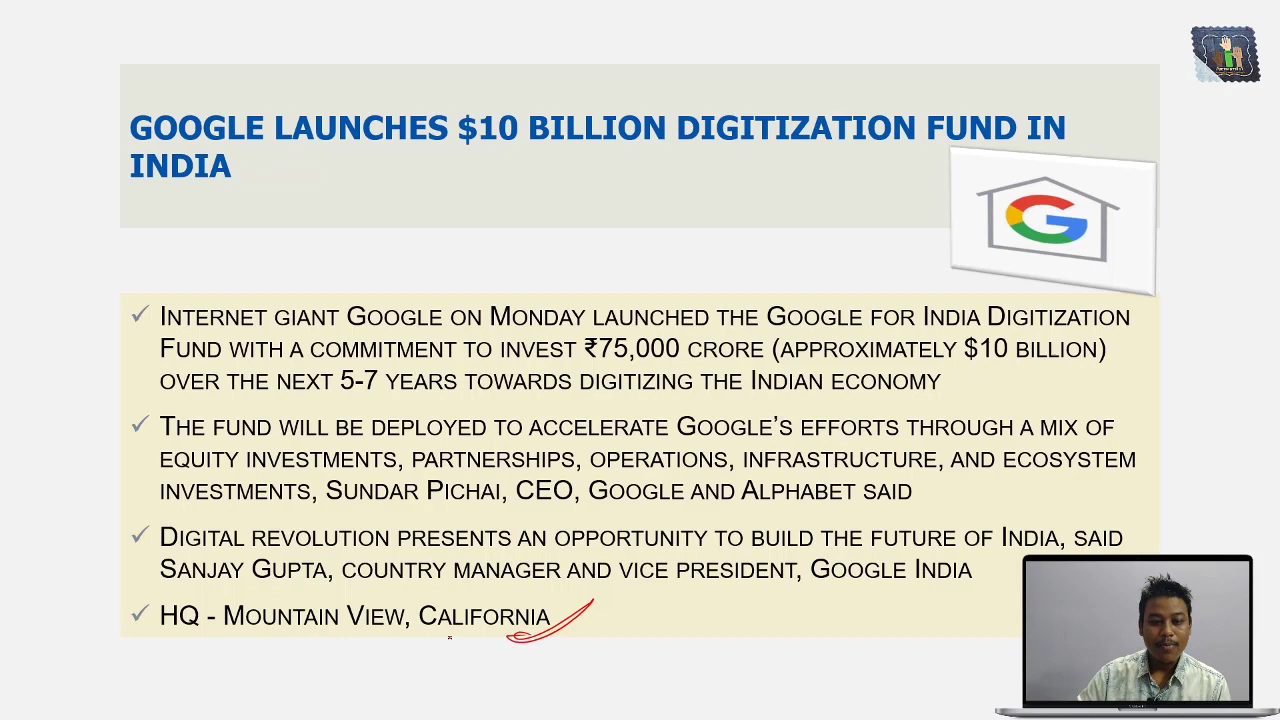 GOOGLE LAUNCHES $10 BILLION DIGITIZATION FUND IN
INDIA
INTERNET GIANT GOOGLE ON MONDAY LAUNCHED THE GOOGLE FOR INDIA DIGITIZATION
FUND WITH A COMMITMENT TO INVEST ₹75,000 CRORE (APPROXIMATELY $10 BILLION)
OVER THE NEXT 5-7 YEARS TOWARDS DIGITIZING THE INDIAN ECONOMY
THE FUND WILL BE DEPLOYED TO ACCELERATE GOOGLE'S EFFORTS THROUGH A MIX OF
EQUITY INVESTMENTS, PARTNERSHIPS, OPERATIONS, INFRASTRUCTURE, AND ECOSYSTEM
INVESTMENTS, SUNDAR PICHAI, CEO, GOOGLE AND ALPHABET SAID
DIGITAL REVOLUTION PRESENTS AN OPPORTUNITY TO BUILD THE FUTURE OF INDIA, SAID
SANJAY GUPTA, COUNTRY MANAGER AND VICE PRESIDENT, GOOGLE INDIA
HQ - MOUNTAIN VIEW, CALIFORNIA
G